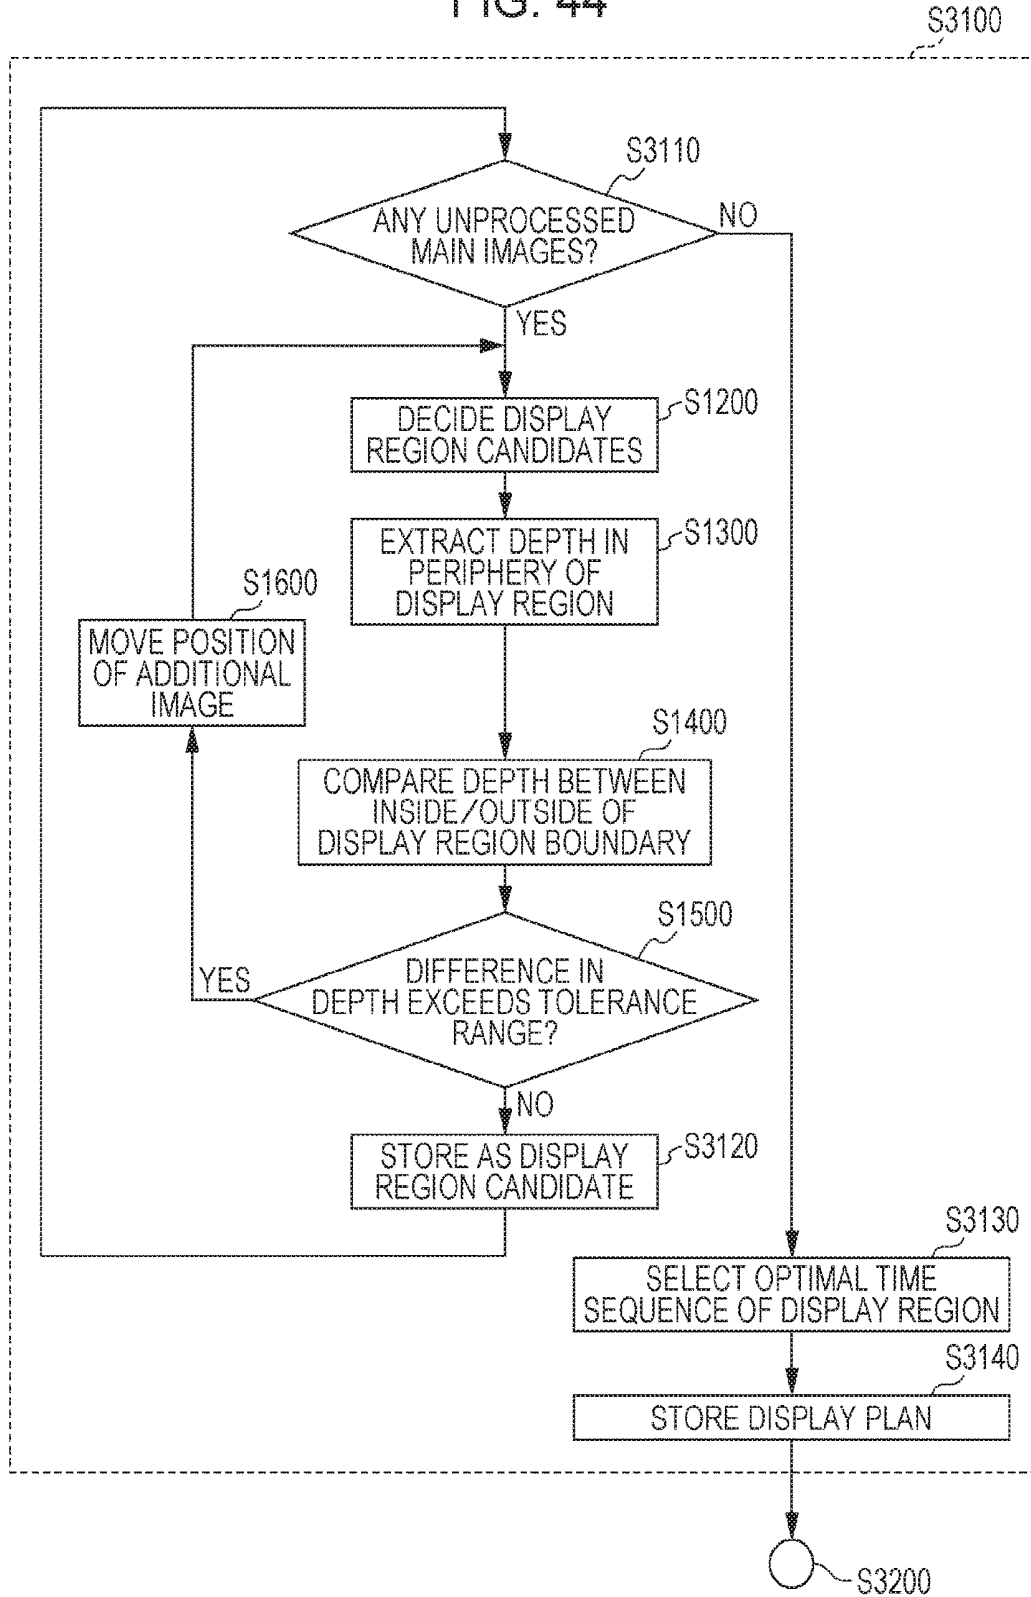 FIG. 44
S3100
S3110
ANY UNPROCESSED
MAIN IMAGES?
NO
YES
S1200
DECIDE DISPLAY
REGION CANDIDATES
S1300
EXTRACT DEPTH IN
PERIPHERY OF
DISPLAY REGION
S1600
MOVE POSITION
OF ADDITIONAL
IMAGE
S1400
COMPARE DEPTH BETWEEN
INSIDE/OUTSIDE OF
DISPLAY REGION BOUNDARY
S1500
YES
DIFFERENCE IN
DEPTH EXCEEDS TOLERANCE
RANGE?
NO
S3120
STORE AS DISPLAY
REGION CANDIDATE
S3130
SELECT OPTIMAL TIME
SEQUENCE OF DISPLAY REGION
S3140
STORE DISPLAY PLAN
S3200